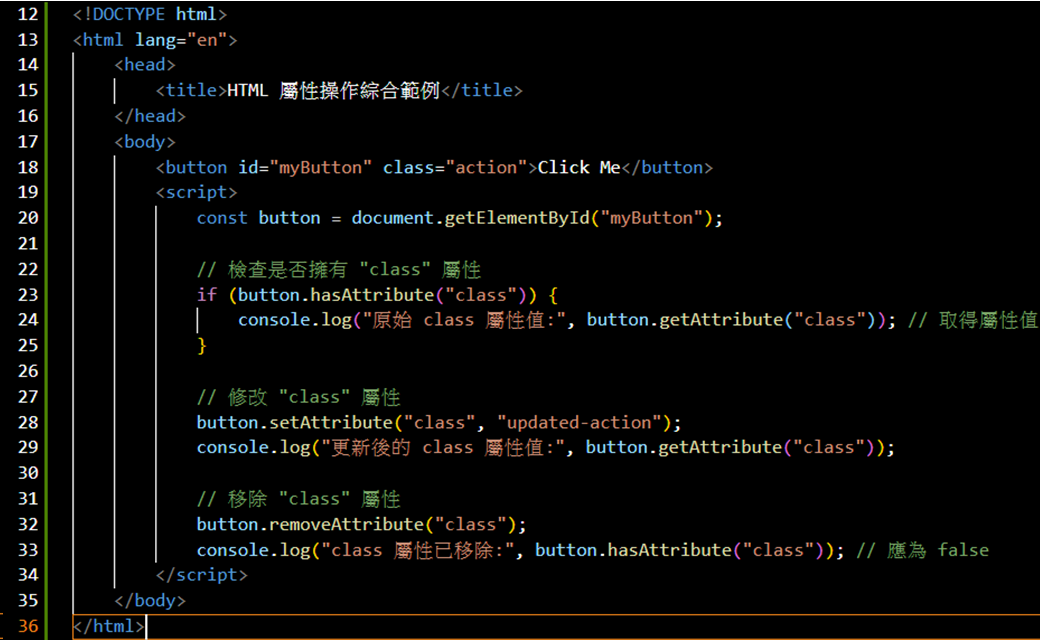 12 <!DOCTYPE html>
13 <html lang="en">
14 <head>
15 <title>HTML 屬性操作綜合範例</title>
16 </head>
17 <body>
18 <button id="myButton" class="action">Click Me</button>
19 <script>
20 const button = document.getElementById("myButton");
21
22 // 檢查是否擁有 "class" 屬性
23 if (button.hasAttribute("class")) {
24 console.log("原始 class 屬性值:", button.getAttribute("class")); // 取得屬性值
25 }
26
27 // 修改 "class" 屬性
28 button.setAttribute("class", "updated-action");
29 console.log("更新後的 class 屬性值:", button.getAttribute("class"));
30
31 // 移除 "class" 屬性
32 button.removeAttribute("class");
33 console.log("class 屬性已移除:", button.hasAttribute("class")); // 應為 false
34 </script>
35 </body>
36 </html>